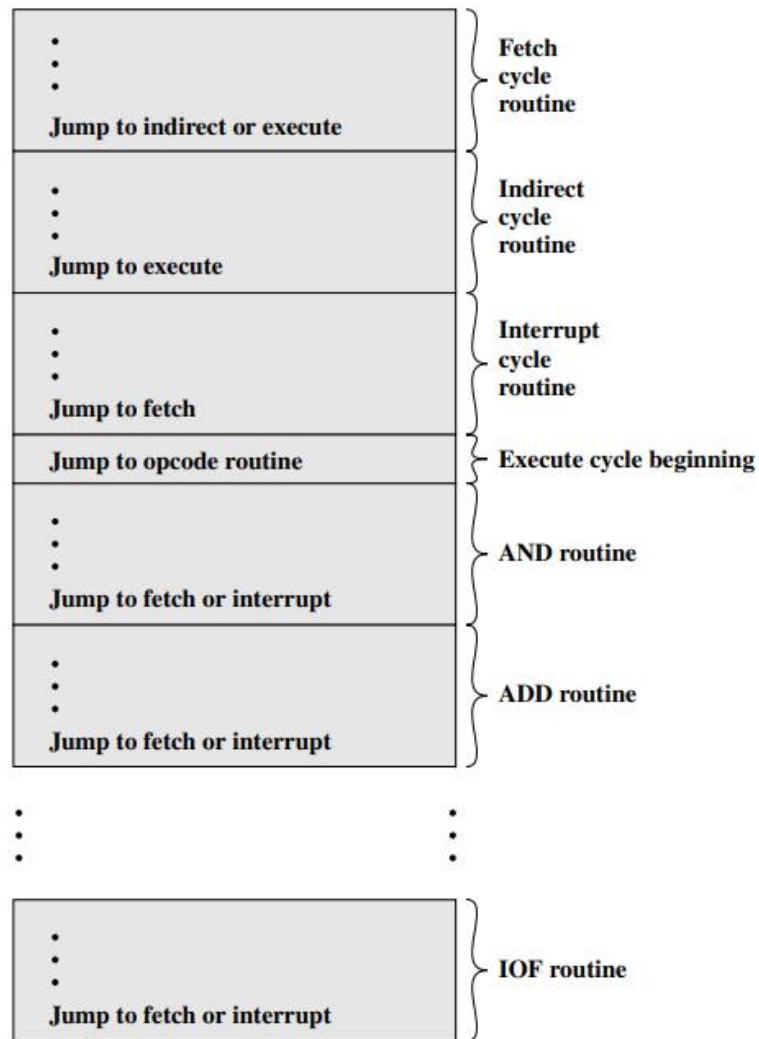 Fetch
cycle
routine
Jump to indirect or execute
Indirect
cycle
routine
Jump to execute
Interrupt
cycle
routine
Jump to fetch
Jump to opcode routine
Execute cycle beginning
AND routine
Jump to fetch or interrupt
ADD routine
Jump to fetch or interrupt
IOF routine
Jump to fetch or interrupt